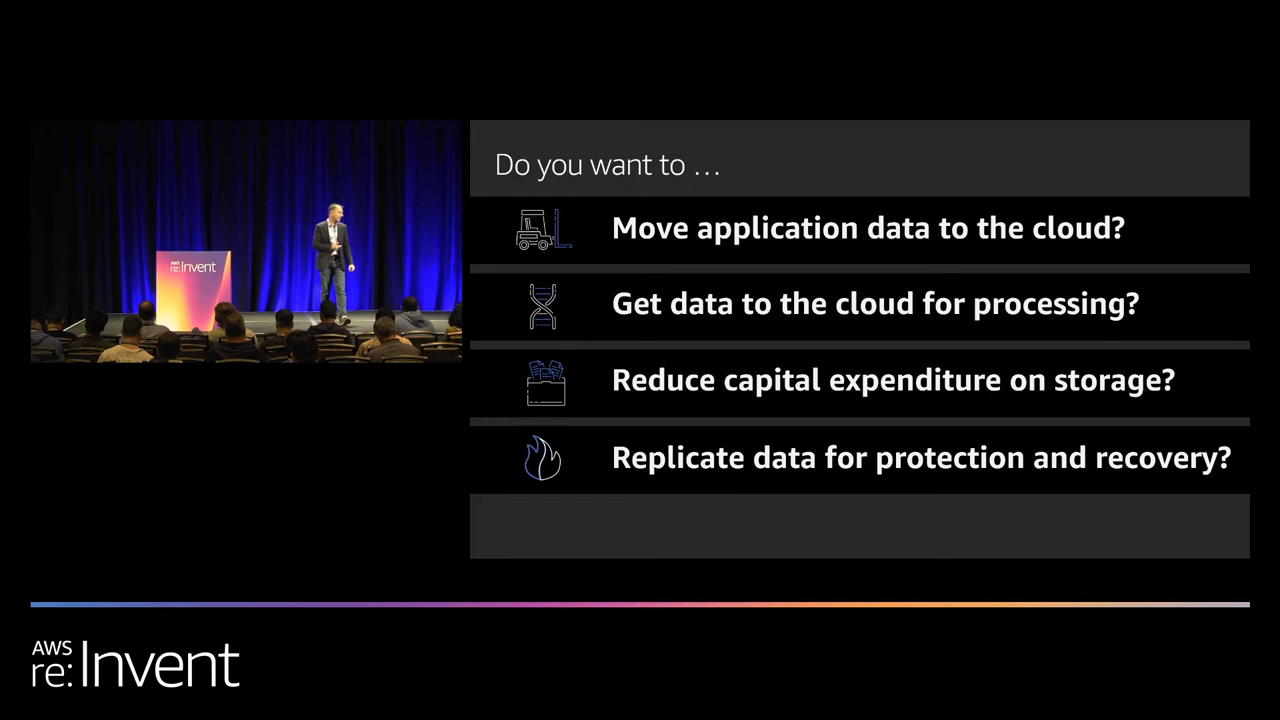 AWS
re:Invent
Do you want to …
Move application data to the cloud?
Get data to the cloud for processing?
Reduce capital expenditure on storage?
Replicate data for protection and recovery?
AWS
re:Invent